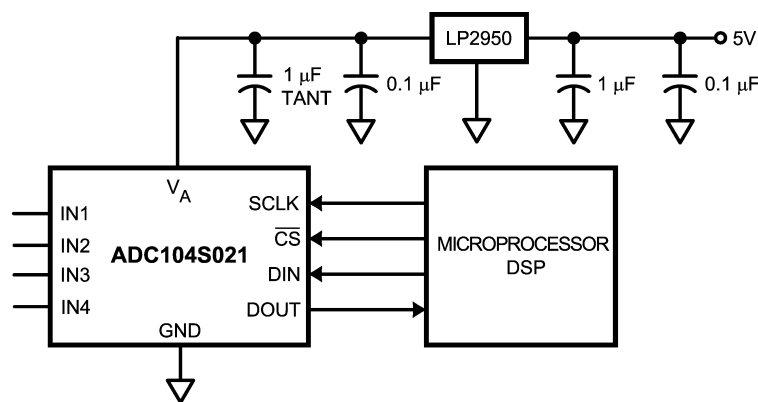 LP2950
5V
1 μF
TANT
0.1 μF
1 μF
0.1 μF
VA
IN1
IN2
IN3
IN4
ADC104S021
SCLK
CS
DIN
DOUT
GND
MICROPROCESSOR
DSP